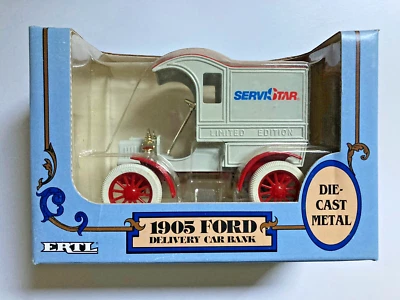 SERVISTAR
LIMITED EDITION
DIE-
CAST
METAL
1905 FORD
DELIVERY CAR BANK
ERTL